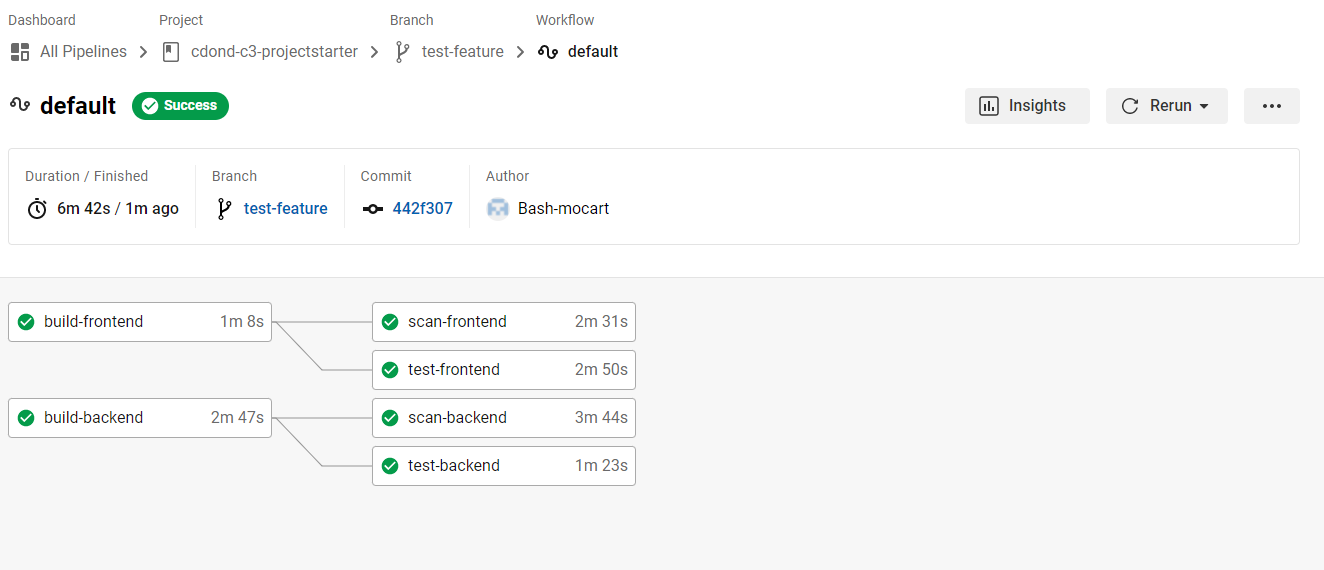 Dashboard Project Branch Workflow
All Pipelines cdond-c3-projectstarter test-feature default
default Success Insights Rerun
Duration / Finished Branch Commit Author
6m 42s / 1m ago test-feature 442f307 Bash-mocart
build-frontend 1m 8s scan-frontend 2m 31s
test-frontend 2m 50s
build-backend 2m 47s scan-backend 3m 44s
test-backend 1m 23s